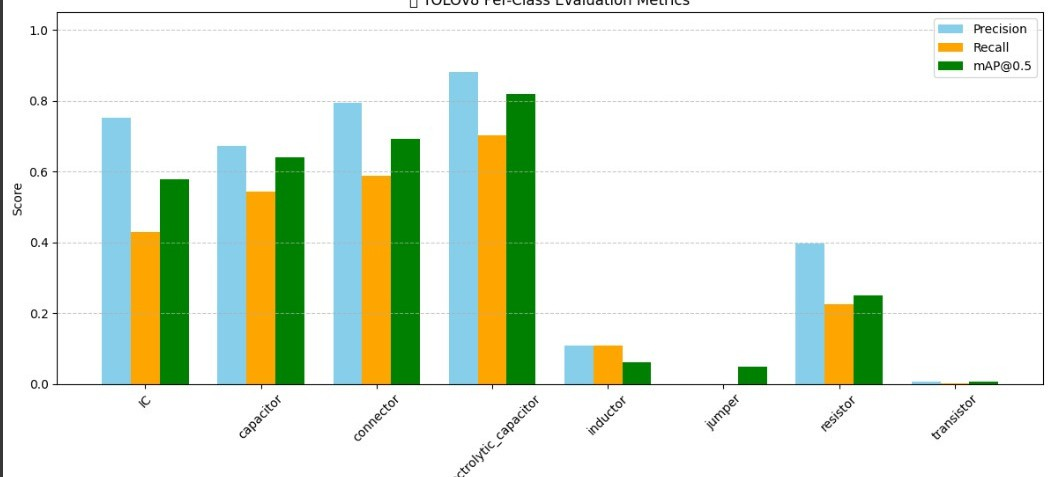 YOLOv8 Per-Class Evaluation Metrics
Precision
Recall
mAP@0.5
Score
1.0
0.8
0.6
0.4
0.2
0.0
IC
capacitor
connector
ctrolytic_capacitor
inductor
jumper
resistor
transistor